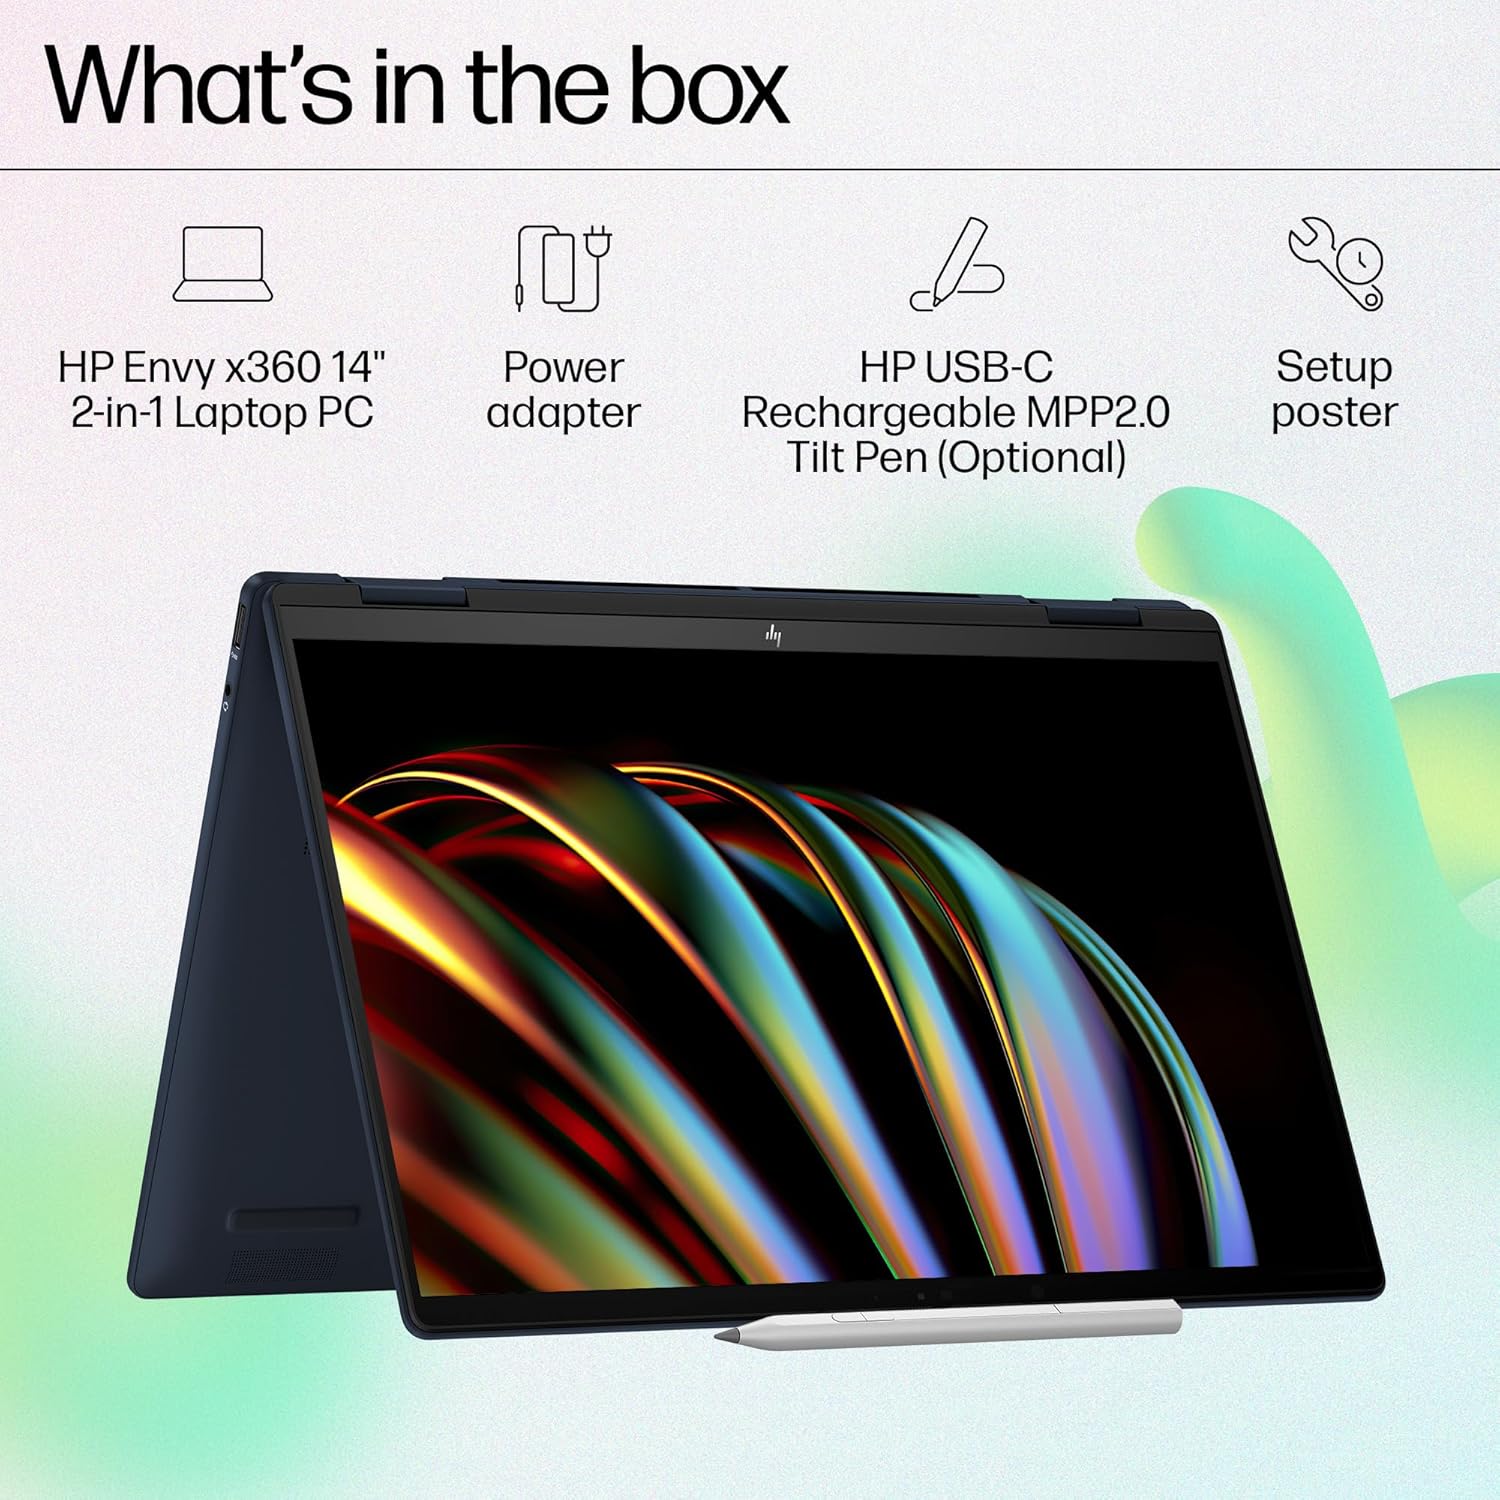 What's in the box
HP Envy x360 14"
2-in-1 Laptop PC
Power
adapter
HP USB-C
Rechargeable MPP2.0
Tilt Pen (Optional)
Setup
poster
hp